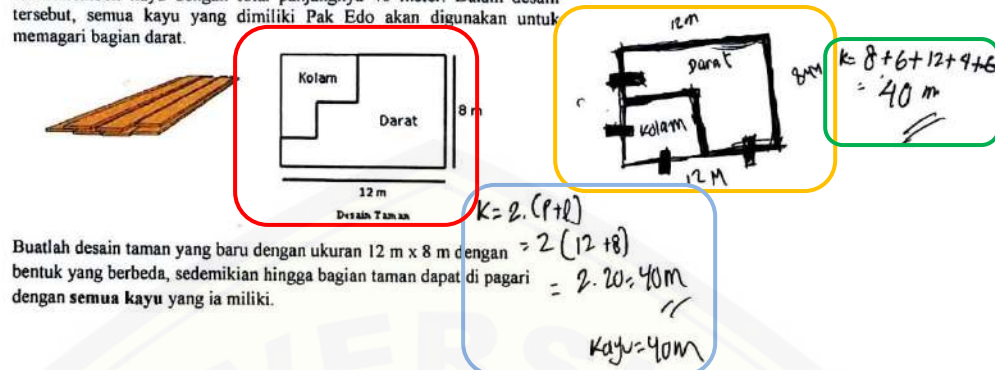 tersebut, semua kayu yang dimiliki Pak Edo akan digunakan untuk
memagari bagian darat.
Kolam
Darat
8 m
12 m
Desain Taman
12m
Darat
8m
Kolam
12 M
K= 8+6+12+4+6
= 40 m
Buatlah desain taman yang baru dengan ukuran 12 m x 8 m dengan
bentuk yang berbeda, sedemikian hingga bagian taman dapat di pagari
dengan semua kayu yang ia miliki.
K= 2.(P+l)
= 2(12+8)
= 2.20= 40m
Kayu=40m